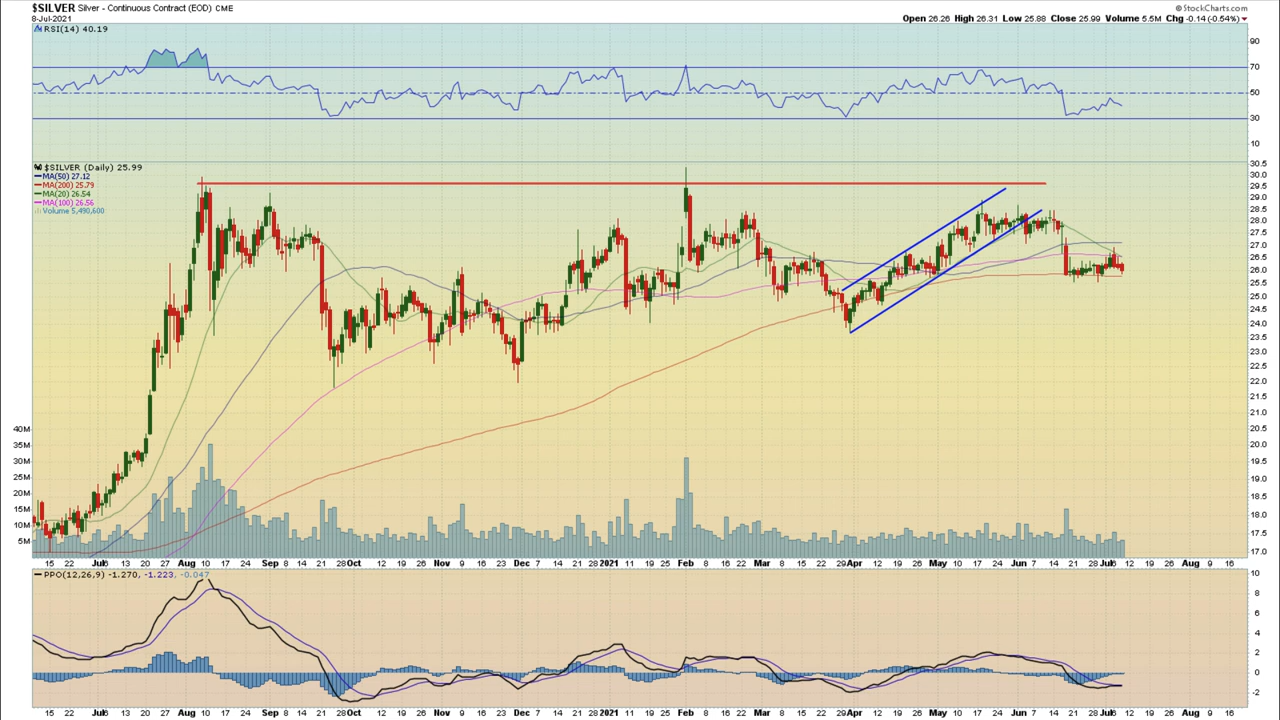 $SILVER Silver - Continuous Contract (EOD) CME
© StockCharts.com
8-Jul-2021
Open 26.26 High 26.31 Low 25.88 Close 25.99 Volume 5.5M Chg -0.14 (-0.54%)
RSI(14) 40.19
90
70
50
30
10
$SILVER (Daily) 25.99
MA(50) 27.12
MA(200) 25.79
MA(20) 26.54
MA(100) 26.56
Volume 5,490,600
30.5
30.0
29.5
29.0
28.5
28.0
27.5
27.0
26.5
26.0
25.5
25.0
24.5
24.0
23.5
23.0
22.5
22.0
21.5
21.0
20.5
20.0
19.5
19.0
18.5
18.0
17.5
17.0
40M
35M
30M
25M
20M
15M
10M
5M
15 22 Jul 6 13 20 27 Aug 10 17 24 Sep 8 14 21 28 Oct 12 19 26 Nov 9 16 23 Dec 7 14 21 28 2021 11 19 25 Feb 8 16 22 Mar 8 15 22 29 Apr 12 19 26 May 10 17 24 Jun 7 14 21 28 Jul 6 12 19 26 Aug 9 16
PPO(12,26,9) -1.270, -1.223, -0.047
10
8
6
4
2
0
-2
15 22 Jul 6 13 20 27 Aug 10 17 24 Sep 8 14 21 28 Oct 12 19 26 Nov 9 16 23 Dec 7 14 21 28 2021 11 19 25 Feb 8 16 22 Mar 8 15 22 29 Apr 12 19 26 May 10 17 24 Jun 7 14 21 28 Jul 6 12 19 26 Aug 9 16